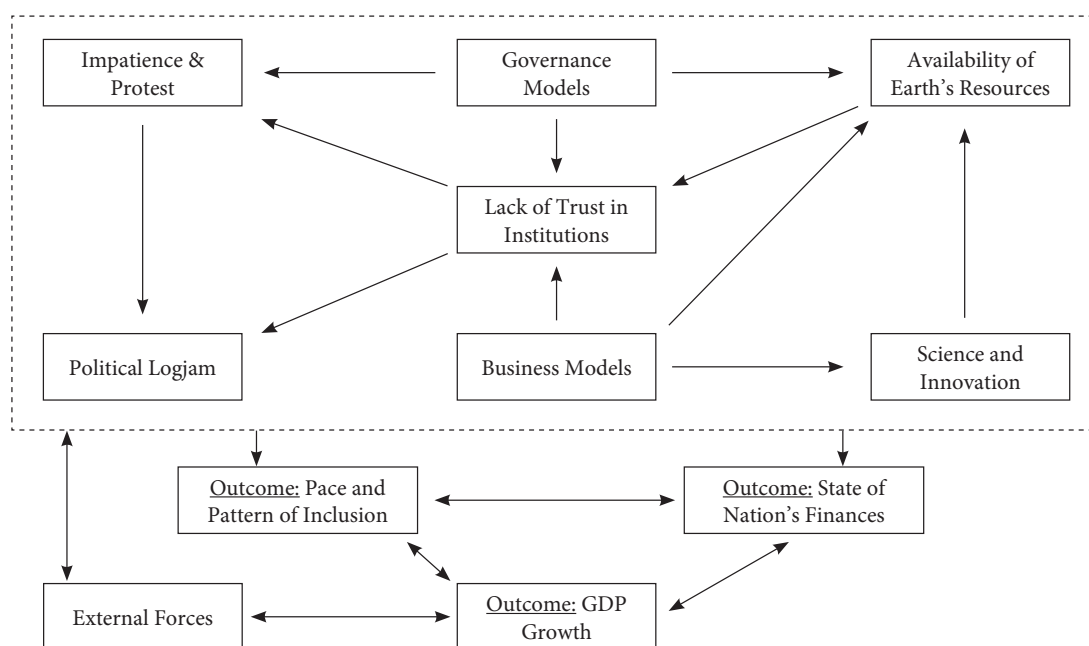 Impatience &
Protest
Governance
Models
Availability of
Earth’s Resources
Lack of Trust in
Institutions
Political Logjam
Business Models
Science and
Innovation
Outcome: Pace and
Pattern of Inclusion
Outcome: State of
Nation’s Finances
External Forces
Outcome: GDP
Growth